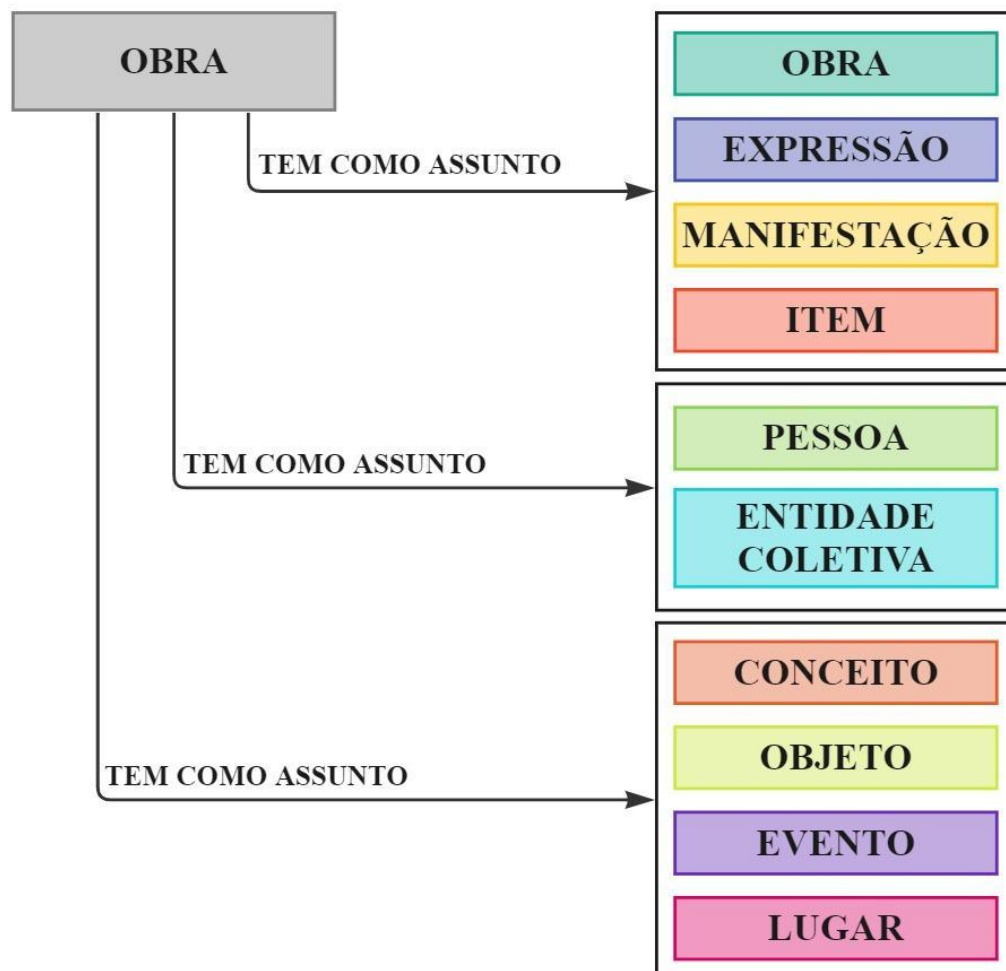 OBRA
OBRA
EXPRESSÃO
TEM COMO ASSUNTO
MANIFESTAÇÃO
ITEM
PESSOA
TEM COMO ASSUNTO
ENTIDADE
COLETIVA
CONCEITO
OBJETO
TEM COMO ASSUNTO
EVENTO
LUGAR